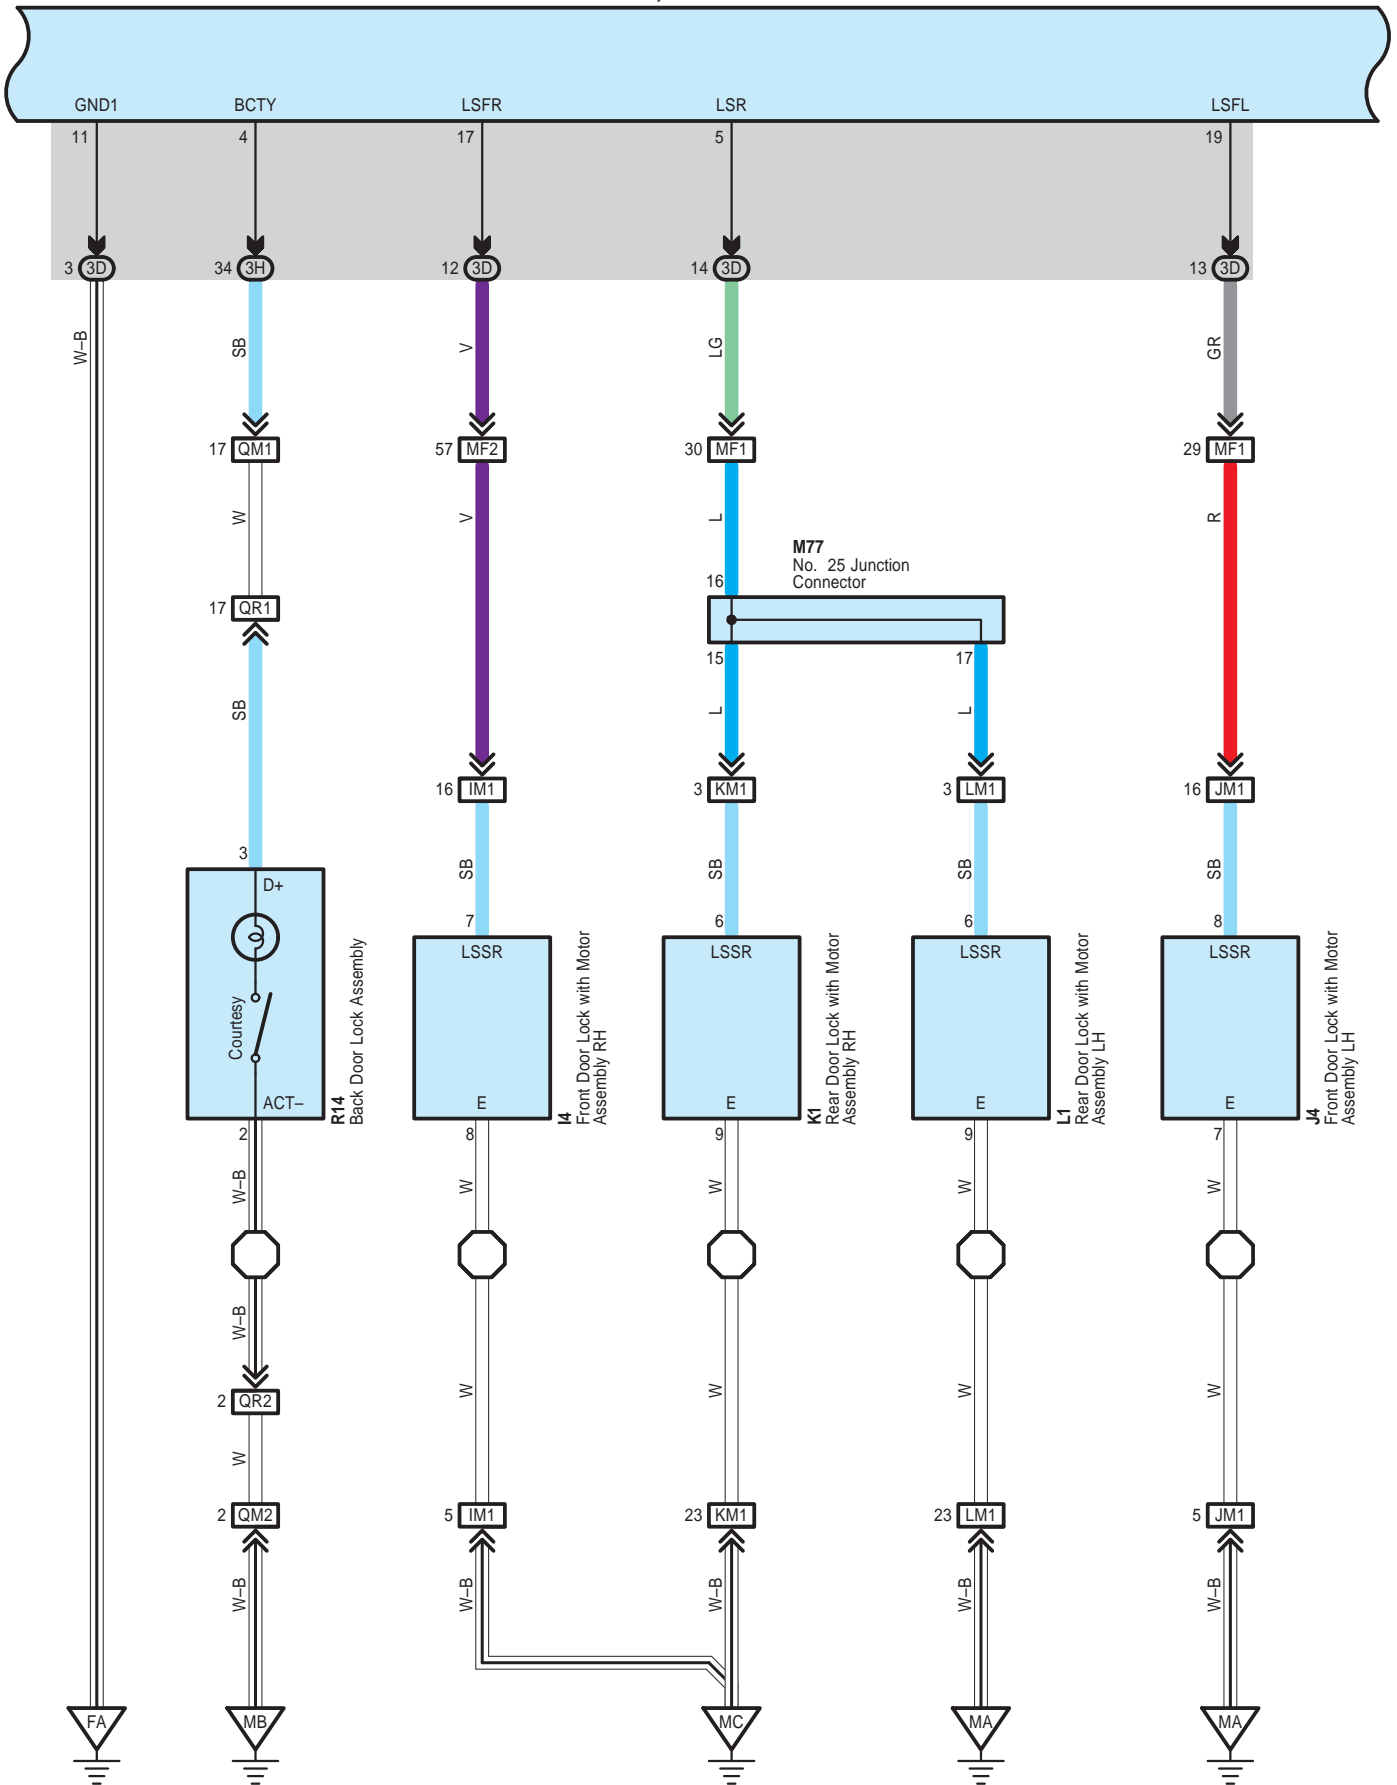 GND1 BCTY LSFR LSR LSFL
11 4 17 5 19
3 3D 34 3H 12 3D 14 3D 13 3D
W–B SB V LG GR
17 QM1 57 MF2 30 MF1 29 MF1
W V L R
M77
No. 25 Junction
Connector
16
17 QR1
15 17
SB L L
16 IM1 3 KM1 3 LM1 16 JM1
3
SB SB SB SB
D+
7 6 6 8
LSSR LSSR LSSR LSSR
Courtesy
ACT–
R14
Back Door Lock Assembly
E E E E
I4
Front Door Lock with Motor
Assembly RH
K1
Rear Door Lock with Motor
Assembly RH
L1
Rear Door Lock with Motor
Assembly LH
J4
Front Door Lock with Motor
Assembly LH
2 8 9 9 7
W–B W W W W
W–B
W W W W
2 QR2
W
2 QM2 5 IM1 23 KM1 23 LM1 5 JM1
W–B W–B W–B W–B W–B
FA MB MC MA MA